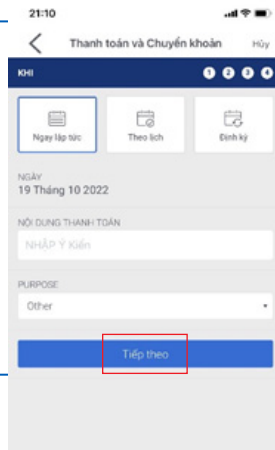 21:10
Thanh toán và Chuyển khoản Hủy
KHI 1 2 3 4
Ngay lập tức Theo lịch Định kỳ
NGÀY
19 Tháng 10 2022
NỘI DUNG THANH TOÁN
NHẬP Ý Kiến
PURPOSE
Other
Tiếp theo